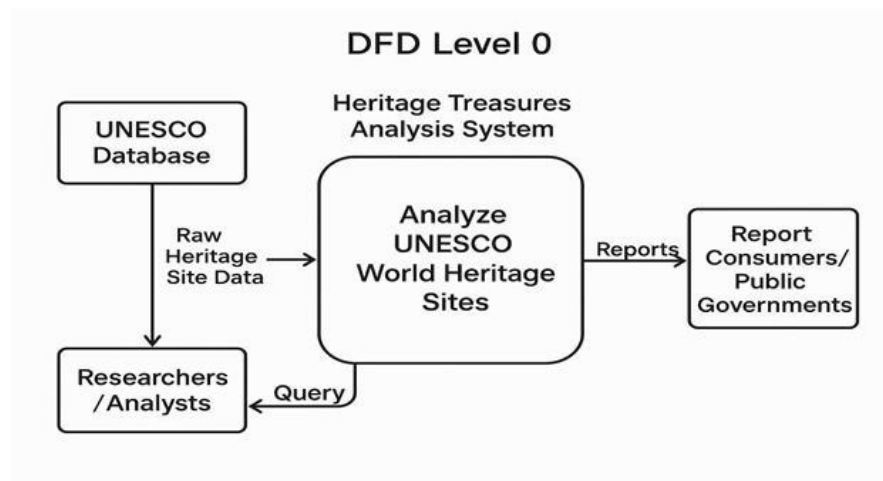 DFD Level 0
Heritage Treasures
Analysis System
UNESCO
Database
Raw
Heritage
Site Data
Analyze
UNESCO
World Heritage
Sites
Reports
Report
Consumers/
Public
Governments
Researchers
/Analysts
Query